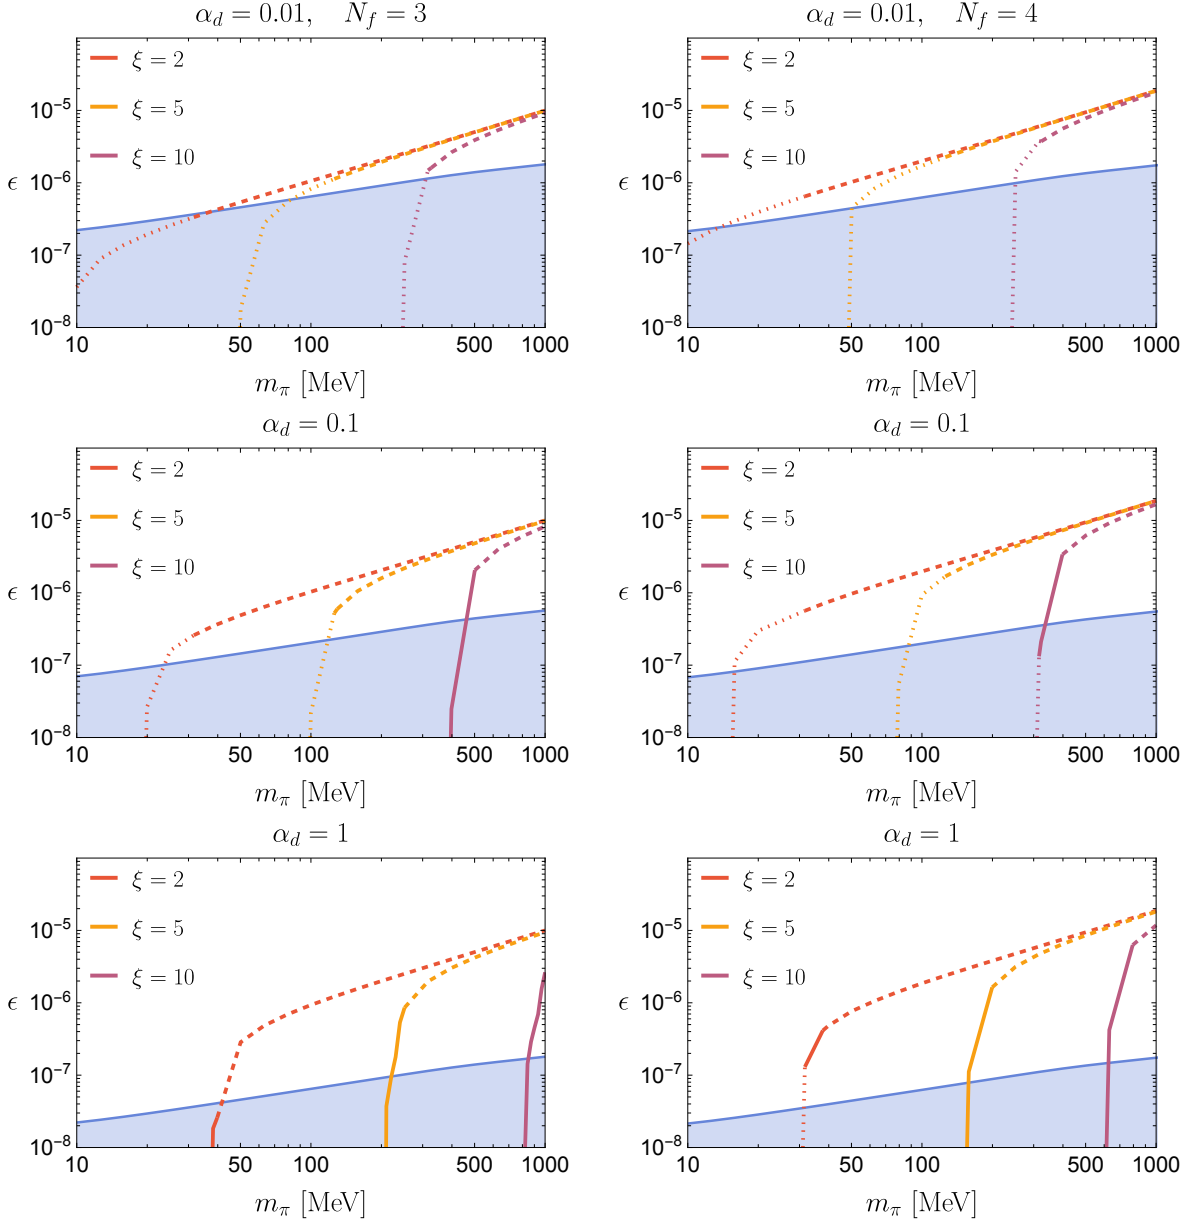 α_d = 0.01, N_f = 3
ξ = 2
ξ = 5
ξ = 10
10⁻⁵
10⁻⁶
10⁻⁷
10⁻⁸
ϵ
10 50 100 500 1000
m_π [MeV]
α_d = 0.01, N_f = 4
ξ = 2
ξ = 5
ξ = 10
10⁻⁵
10⁻⁶
10⁻⁷
10⁻⁸
ϵ
10 50 100 500 1000
m_π [MeV]
α_d = 0.1
ξ = 2
ξ = 5
ξ = 10
10⁻⁵
10⁻⁶
10⁻⁷
10⁻⁸
ϵ
10 50 100 500 1000
m_π [MeV]
α_d = 0.1
ξ = 2
ξ = 5
ξ = 10
10⁻⁵
10⁻⁶
10⁻⁷
10⁻⁸
ϵ
10 50 100 500 1000
m_π [MeV]
α_d = 1
ξ = 2
ξ = 5
ξ = 10
10⁻⁵
10⁻⁶
10⁻⁷
10⁻⁸
ϵ
10 50 100 500 1000
m_π [MeV]
α_d = 1
ξ = 2
ξ = 5
ξ = 10
10⁻⁵
10⁻⁶
10⁻⁷
10⁻⁸
ϵ
10 50 100 500 1000
m_π [MeV]